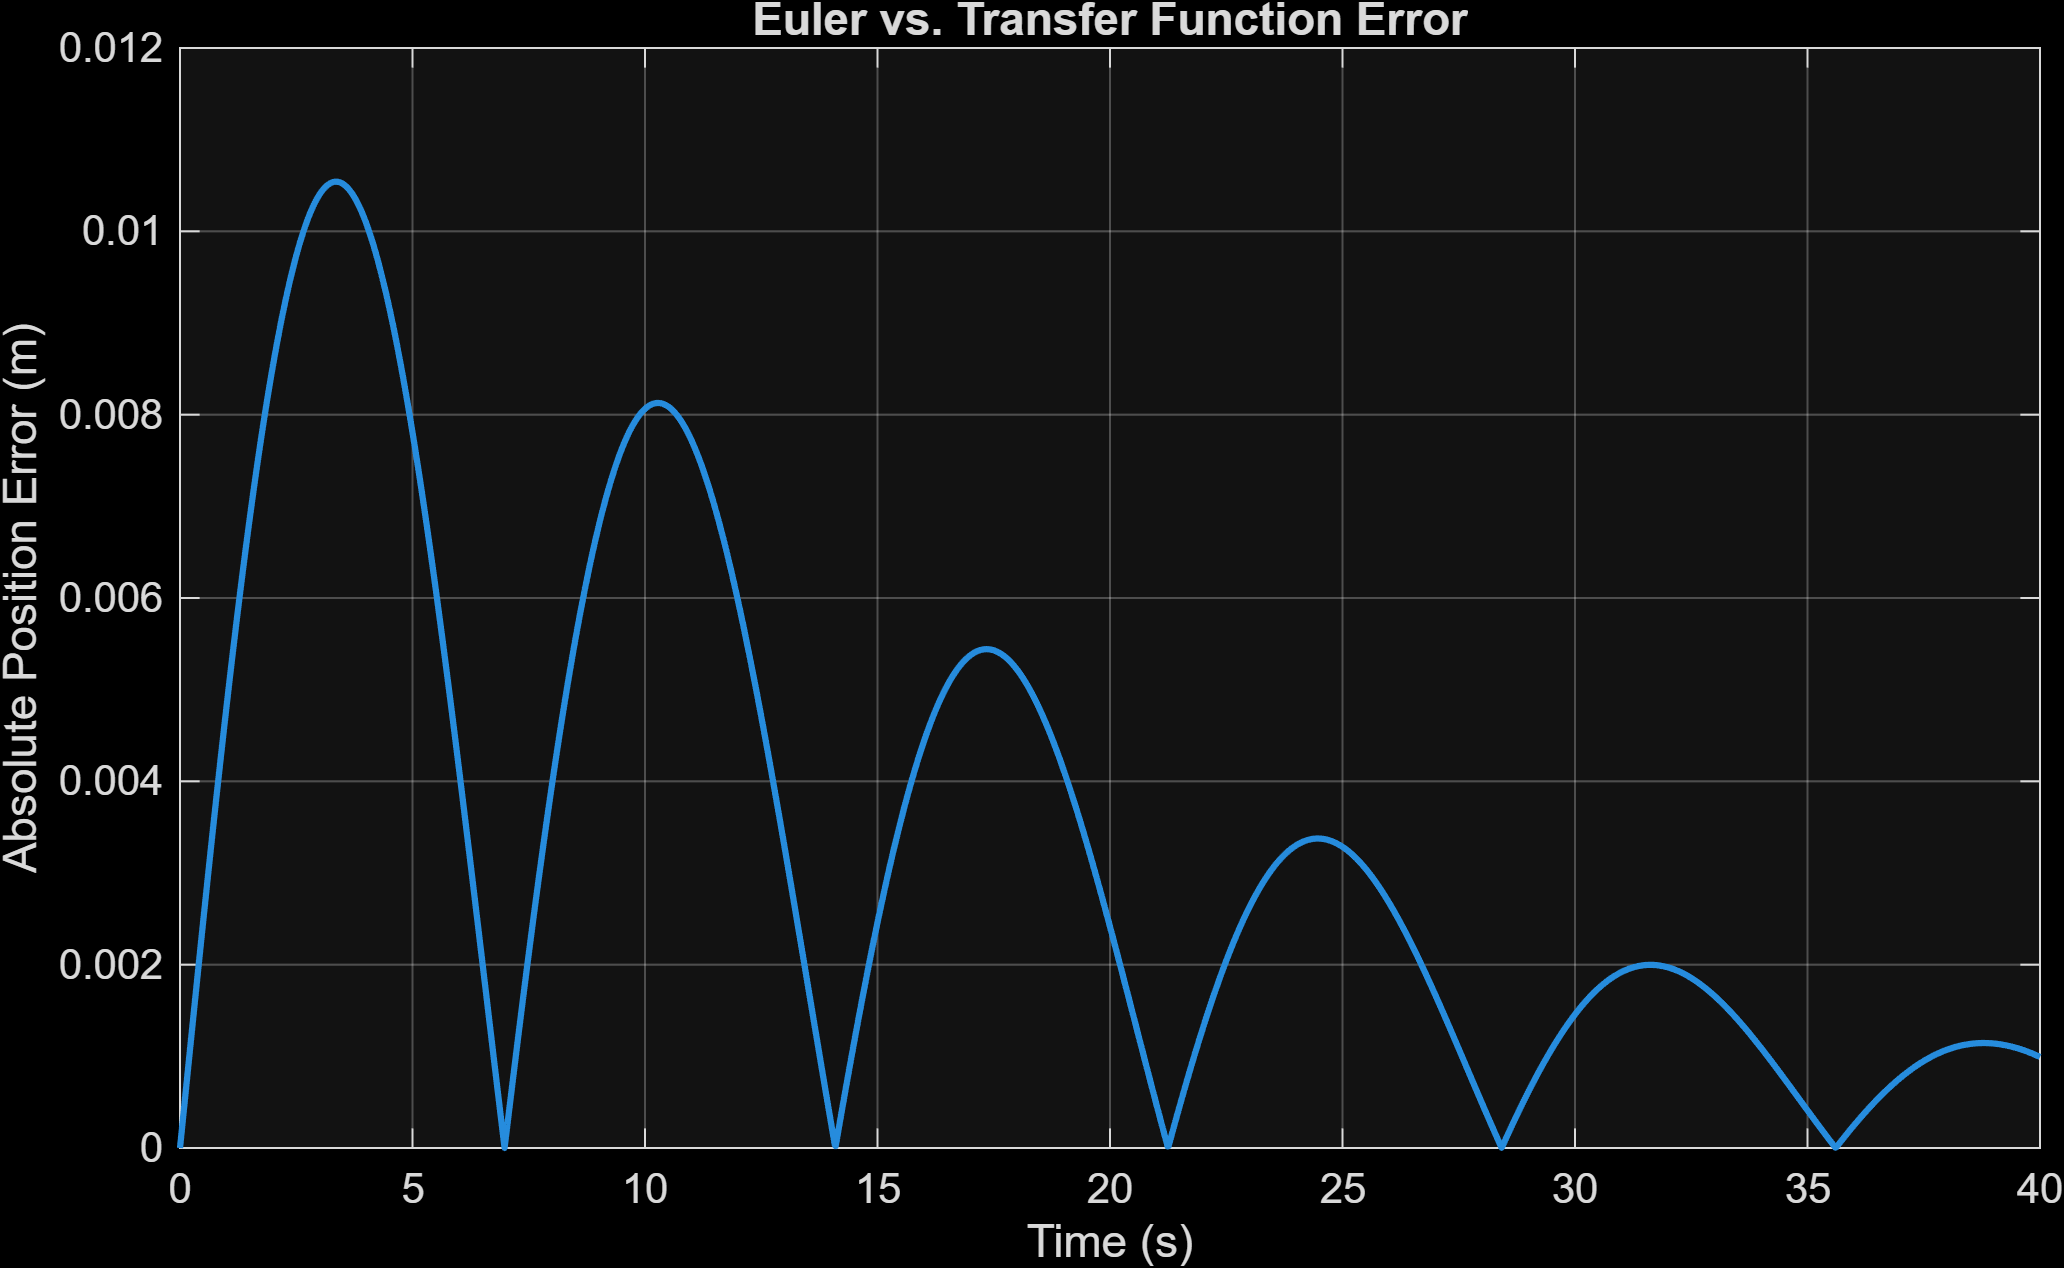 Euler vs. Transfer Function Error
0.012
0.01
0.008
0.006
0.004
0.002
0
Absolute Position Error (m)
0 5 10 15 20 25 30 35 40
Time (s)